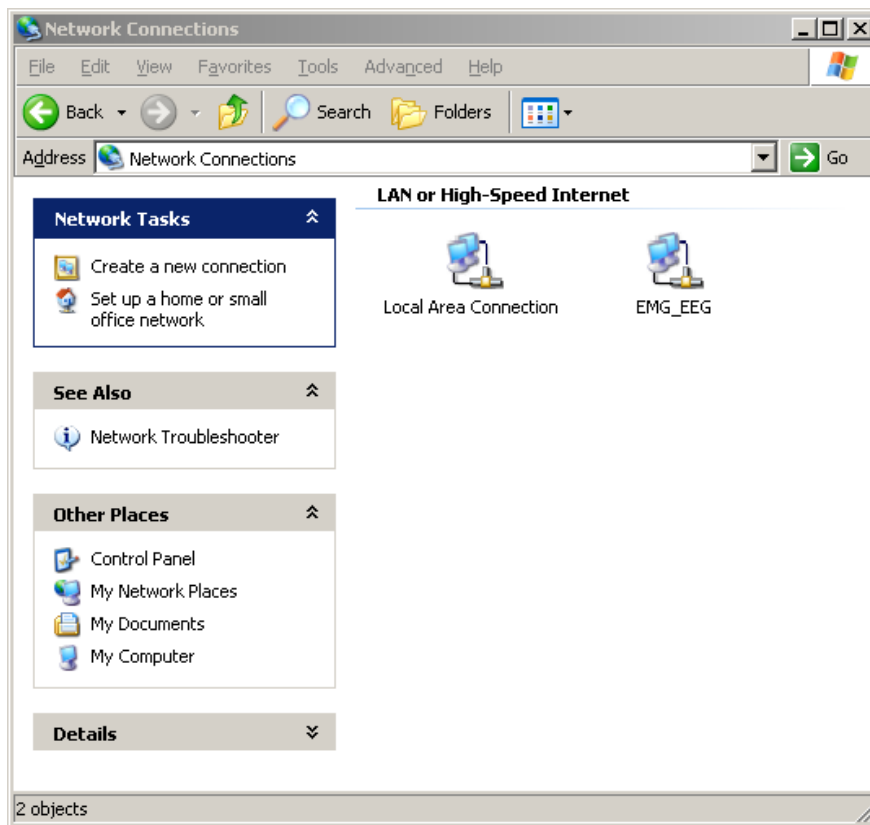 Network Connections
File Edit View Favorites Tools Advanced Help
Back Search Folders
Address Network Connections Go
Network Tasks
Create a new connection
Set up a home or small
office network
See Also
Network Troubleshooter
Other Places
Control Panel
My Network Places
My Documents
My Computer
Details
LAN or High-Speed Internet
Local Area Connection EMG_EEG
2 objects